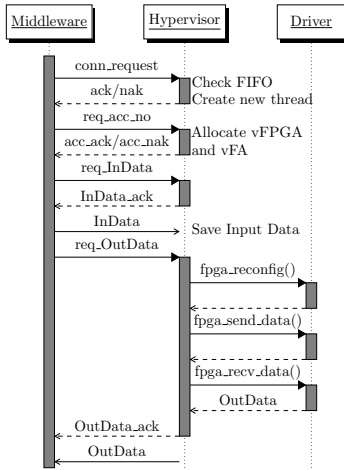 Middleware Hypervisor Driver
conn_request
Check FIFO
ack/nak
Create new thread
req_acc_no
Allocate vFPGA
acc_ack/acc_nak
and vFA
req_InData
InData_ack
InData
Save Input Data
req_OutData
fpga_reconfig()
fpga_send_data()
fpga_recv_data()
OutData
OutData_ack
OutData